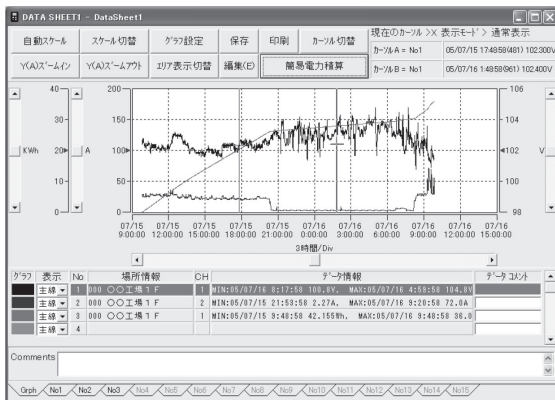 DATA SHEET1 - DataSheet1
自動スケール
スケール切替
グラフ設定
保存
印刷
カーソル切替
現在のカーソル >X 表示モード> 通常表示
カーソルA = No1
05/07/15 17:48:58(481) 102.300V
Y(A)ズームイン
Y(A)ズームアウト
エリア表示切替
編集(E)
簡易電力積算
カーソルB = No1
05/07/16 1:48:58(961) 102.400V
40
30
20
10
0
KWh
200
150
100
50
0
A
106
104
102
100
98
V
07/16 07/15 07/15 07/15 07/15 07/16 07/16 07/16 07/16 07/16 07/16
9:00:00 12:00:00 15:00:00 18:00:00 21:00:00 0:00:00 3:00:00 6:00:00 9:00:00 12:00:00 15:00:00
3時間/Div
グラフ 表示 No 場所情報 CH データ情報 データ コメント
主線 1 000 〇〇工場1F 1 MIN:05/07/16 8:17:58 100.8V, MAX:05/07/16 4:59:58 104.8V
主線 2 000 〇〇工場1F 2 MIN:05/07/15 21:53:58 2.27A, MAX:05/07/16 9:20:58 72.0A
主線 3 000 〇〇工場1F 1 MIN:05/07/15 9:48:58 42.155Wh, MAX:05/07/16 9:48:58 36.0
主線 4
Comments
Grph No1 No2 No3 No4 No5 No6 No7 No8 No9 No10 No11 No12 No13 No14 No15